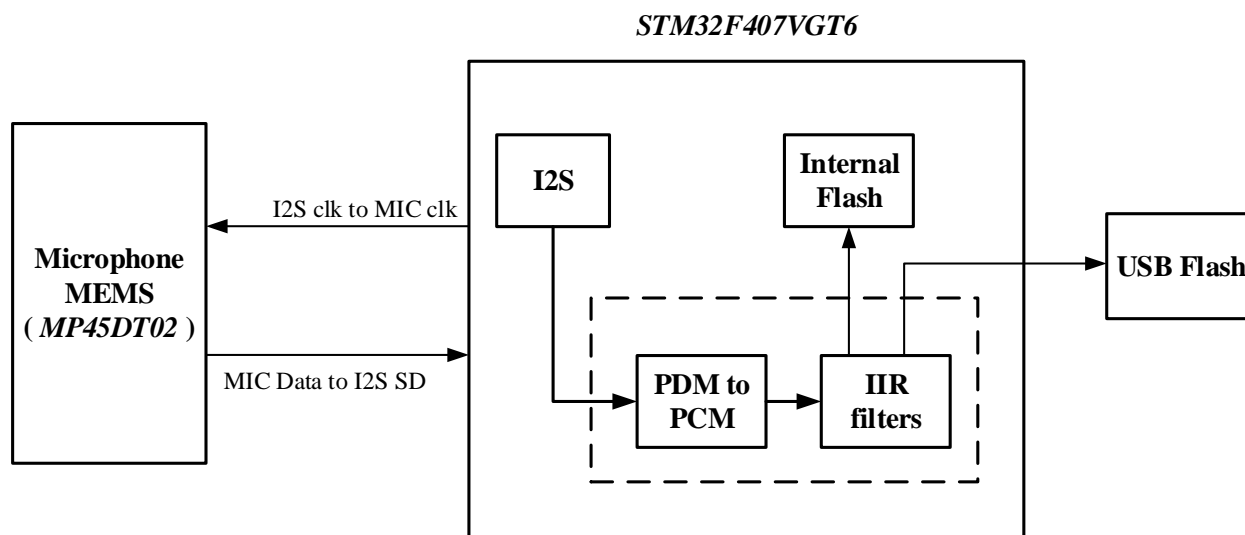 STM32F407VGT6
I2S
Internal
Flash
I2S clk to MIC clk
Microphone
MEMS
( MP45DT02 )
USB Flash
MIC Data to I2S SD
PDM to
PCM
IIR
filters